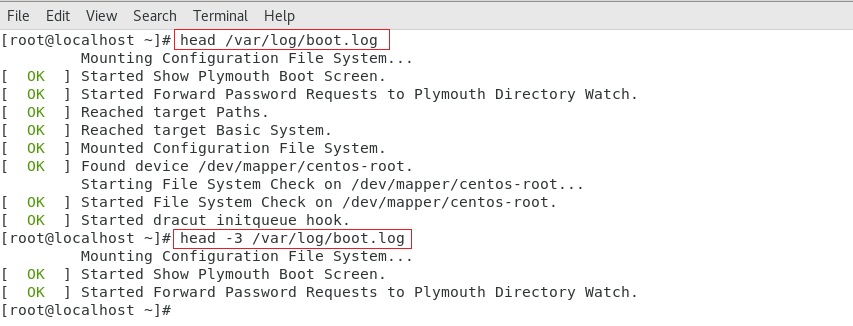 File Edit View Search Terminal Help
[root@localhost ~]# head /var/log/boot.log
         Mounting Configuration File System...
[  OK  ] Started Show Plymouth Boot Screen.
[  OK  ] Started Forward Password Requests to Plymouth Directory Watch.
[  OK  ] Reached target Paths.
[  OK  ] Reached target Basic System.
[  OK  ] Mounted Configuration File System.
[  OK  ] Found device /dev/mapper/centos-root.
         Starting File System Check on /dev/mapper/centos-root...
[  OK  ] Started File System Check on /dev/mapper/centos-root.
[  OK  ] Started dracut initqueue hook.
[root@localhost ~]# head -3 /var/log/boot.log
         Mounting Configuration File System...
[  OK  ] Started Show Plymouth Boot Screen.
[  OK  ] Started Forward Password Requests to Plymouth Directory Watch.
[root@localhost ~]#